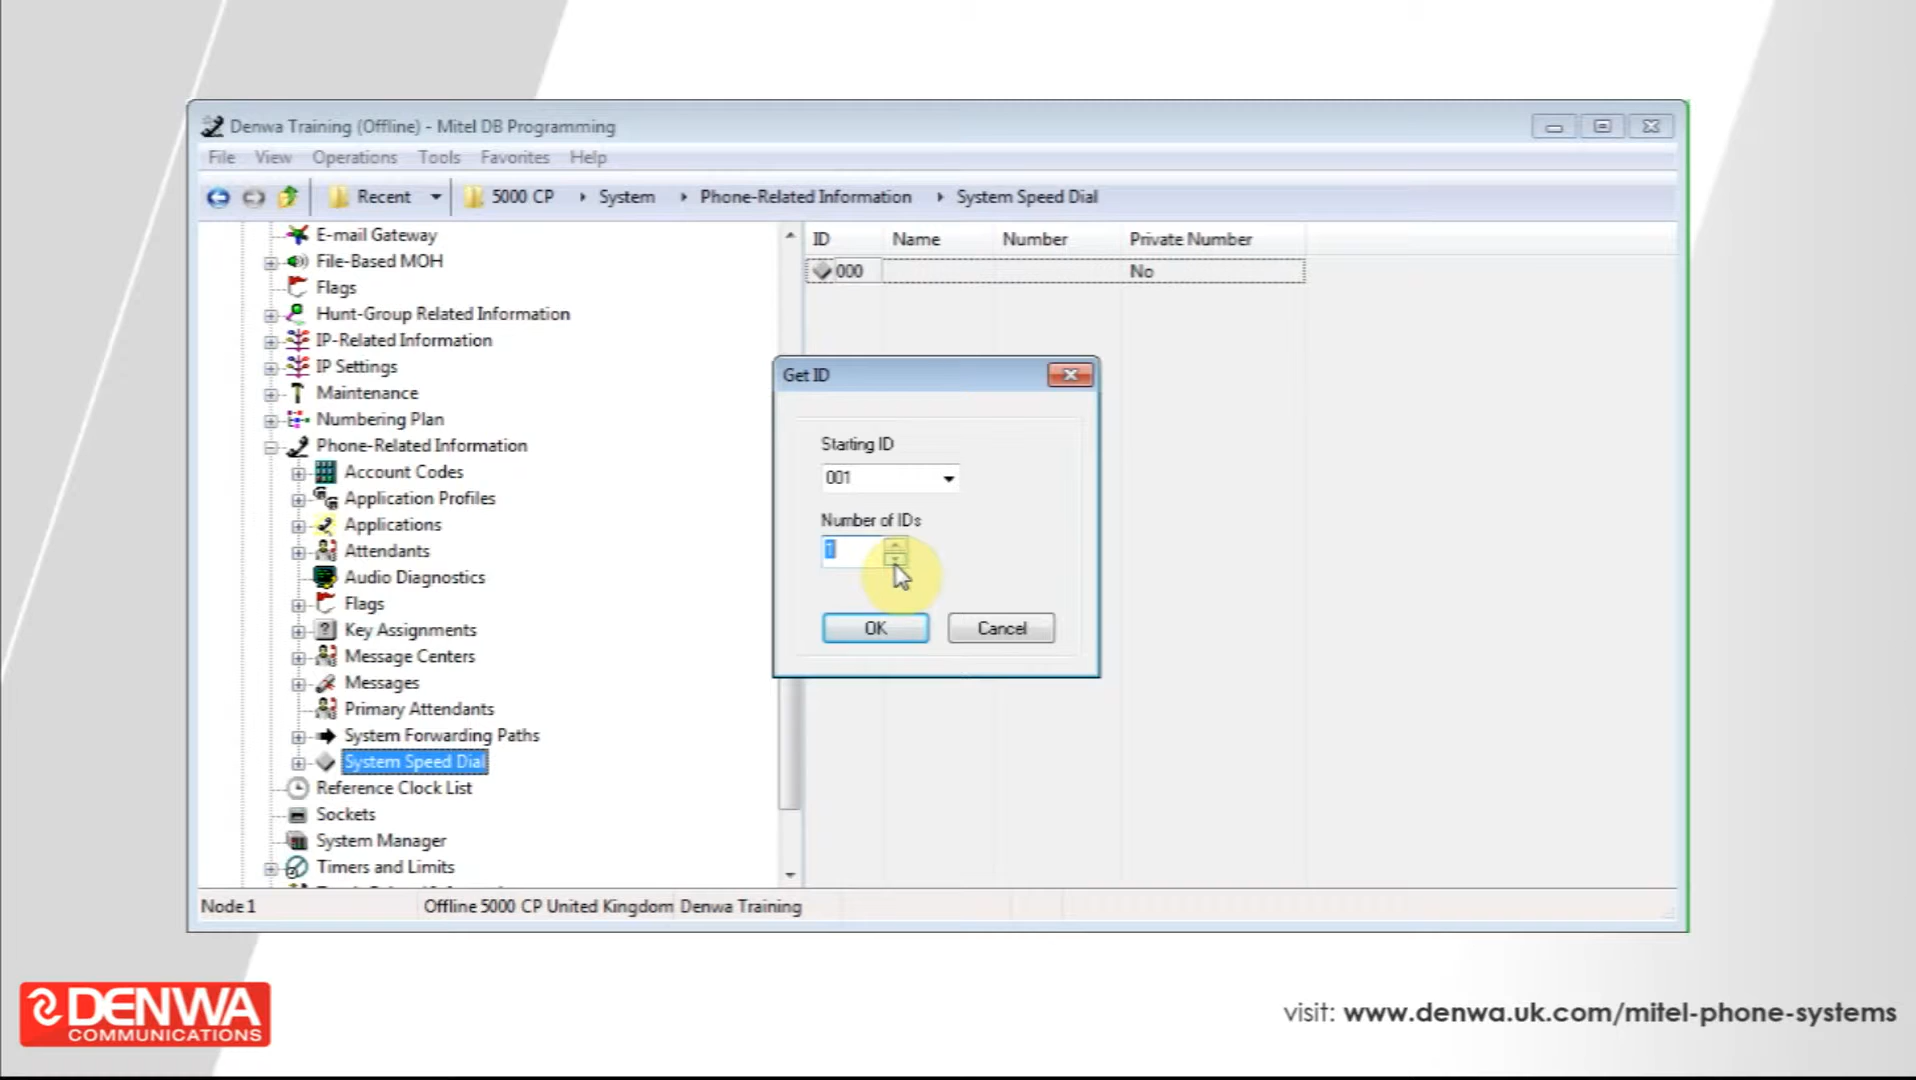 Denwa Training (Offline) - Mitel DB Programming
File View Operations Tools Favorites Help
Recent 5000 CP System Phone-Related Information System Speed Dial
E-mail Gateway
File-Based MOH
Flags
Hunt-Group Related Information
IP-Related Information
IP Settings
Maintenance
Numbering Plan
Phone-Related Information
Account Codes
Application Profiles
Applications
Attendants
Audio Diagnostics
Flags
Key Assignments
Message Centers
Messages
Primary Attendants
System Forwarding Paths
System Speed Dial
Reference Clock List
Sockets
System Manager
Timers and Limits
ID Name Number Private Number
000 No
Get ID
Starting ID
001
Number of IDs
1
OK Cancel
Node 1 Offline 5000 CP United Kingdom Denwa Training
DENWA
COMMUNICATIONS
visit: www.denwa.uk.com/mitel-phone-systems